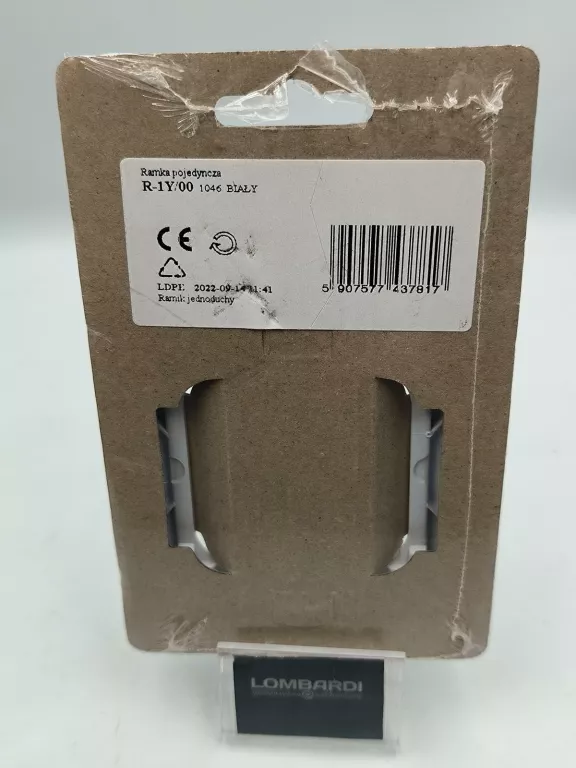 Ramka pojedyncza
R-1Y/00 1046 BIAŁY
CE
LDPE 2022-09-14 11:41
Ramik jednoduchy
5 907577 437817
LOMBARDI